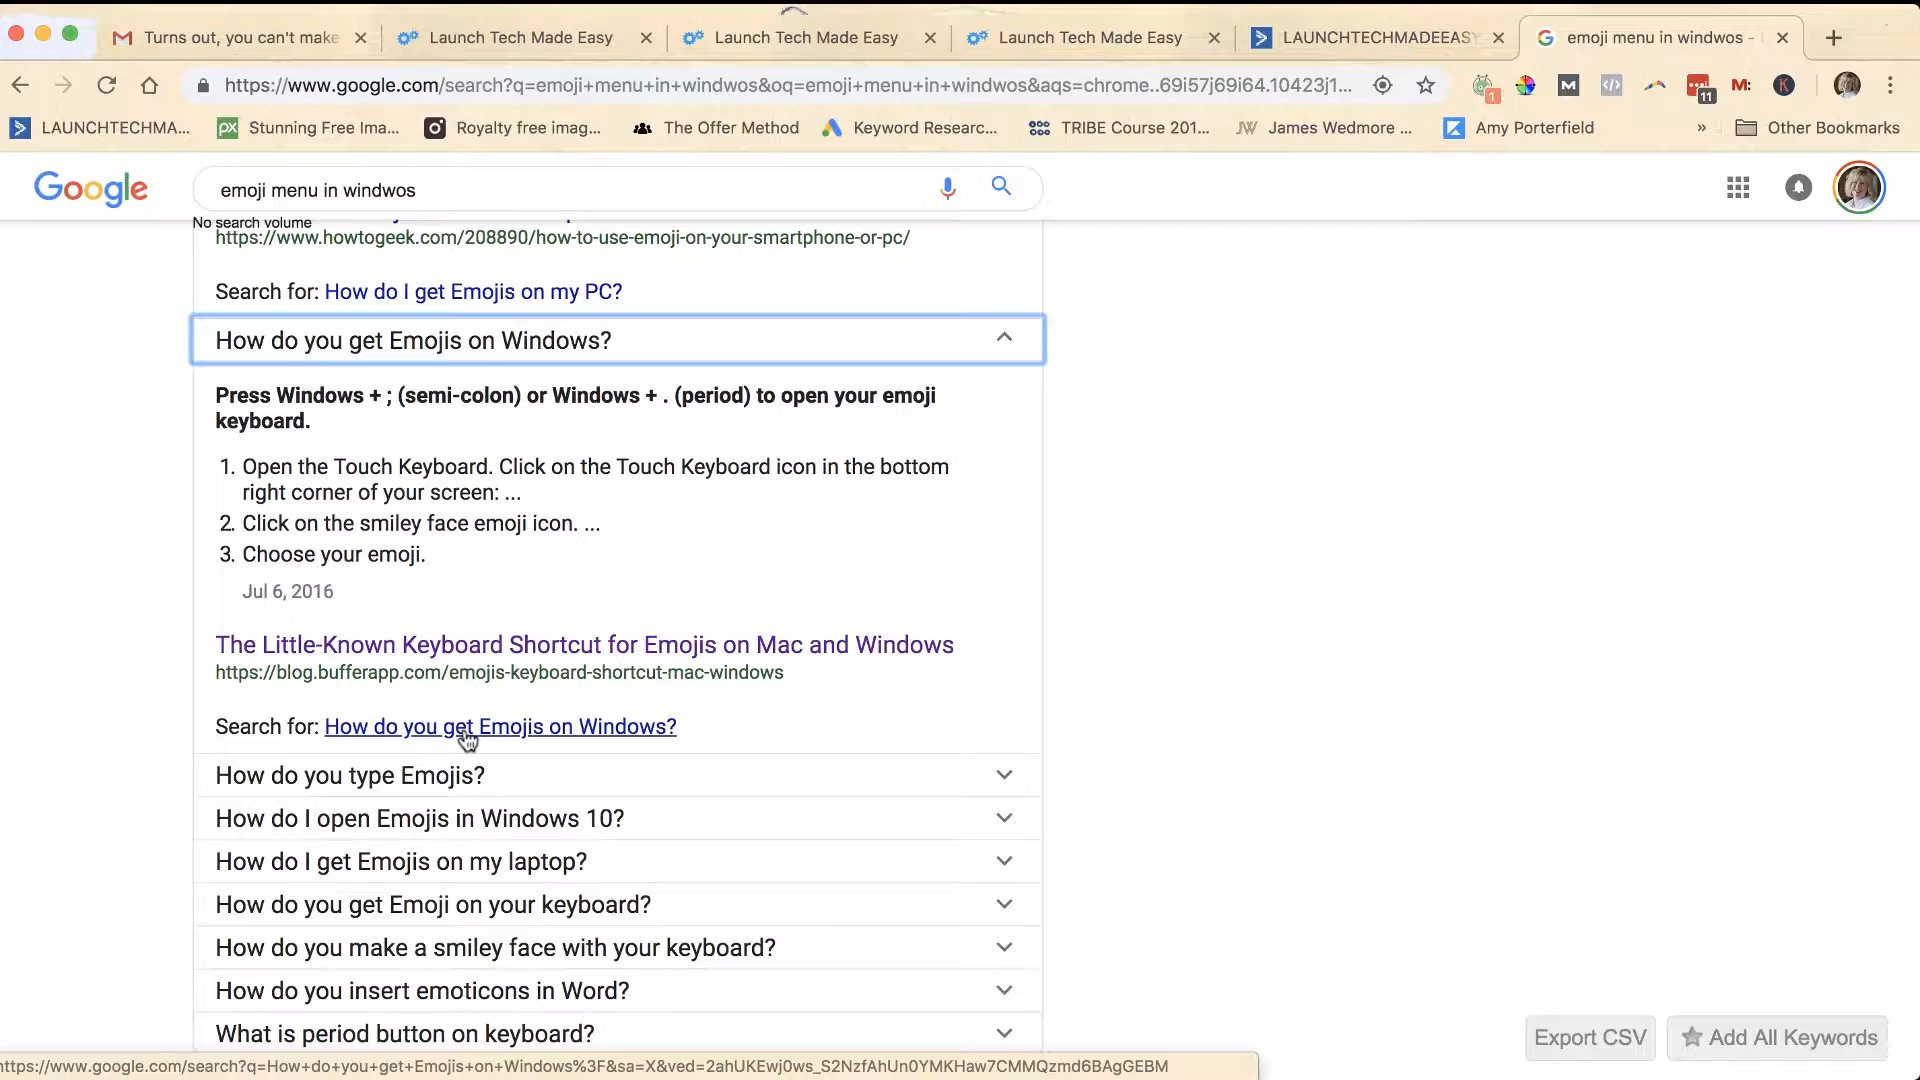 Turns out, you can't make
Launch Tech Made Easy
Launch Tech Made Easy
Launch Tech Made Easy
LAUNCHTECHMADEEASY
emoji menu in windwos -
https://www.google.com/search?q=emoji+menu+in+windwos&oq=emoji+menu+in+windwos&aqs=chrome..69i57j69i64.10423j1...
1
11
M:
K
LAUNCHTECHMA...
px
Stunning Free Ima...
Royalty free imag...
The Offer Method
Keyword Researc...
TRIBE Course 201...
JW
James Wedmore ...
Amy Porterfield
»
Other Bookmarks
Google
emoji menu in windwos
No search volume
https://www.howtogeek.com/208890/how-to-use-emoji-on-your-smartphone-or-pc/
Search for: How do I get Emojis on my PC?
How do you get Emojis on Windows?
Press Windows + ; (semi-colon) or Windows + . (period) to open your emoji
keyboard.
1. Open the Touch Keyboard. Click on the Touch Keyboard icon in the bottom
right corner of your screen: ...
2. Click on the smiley face emoji icon. ...
3. Choose your emoji.
Jul 6, 2016
The Little-Known Keyboard Shortcut for Emojis on Mac and Windows
https://blog.bufferapp.com/emojis-keyboard-shortcut-mac-windows
Search for: How do you get Emojis on Windows?
How do you type Emojis?
How do I open Emojis in Windows 10?
How do I get Emojis on my laptop?
How do you get Emoji on your keyboard?
How do you make a smiley face with your keyboard?
How do you insert emoticons in Word?
What is period button on keyboard?
Export CSV
Add All Keywords
https://www.google.com/search?q=How+do+you+get+Emojis+on+Windows%3F&sa=X&ved=2ahUKEwj0ws_S2NzfAhUn0YMKHaw7CMMQzmd6BAgGEBM